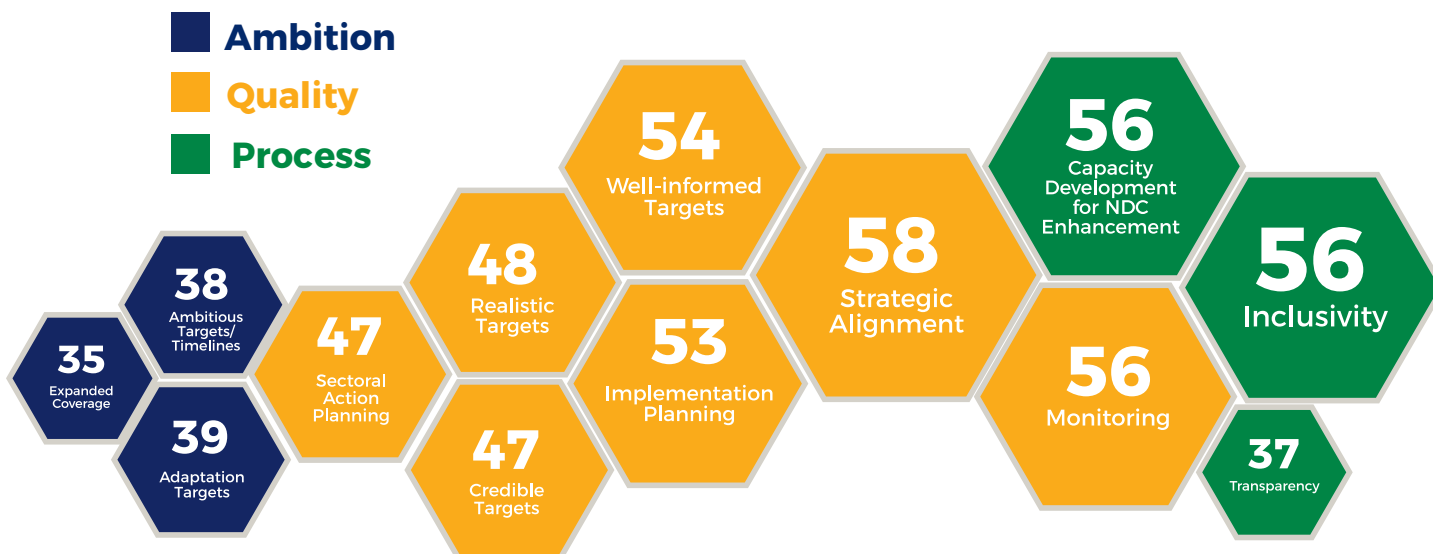 Ambition
Quality
Process
35
Expanded
Coverage
38
Ambitious
Targets/
Timelines
39
Adaptation
Targets
47
Sectoral
Action
Planning
48
Realistic
Targets
47
Credible
Targets
54
Well-informed
Targets
53
Implementation
Planning
58
Strategic
Alignment
56
Capacity
Development
for NDC
Enhancement
56
Monitoring
56
Inclusivity
37
Transparency